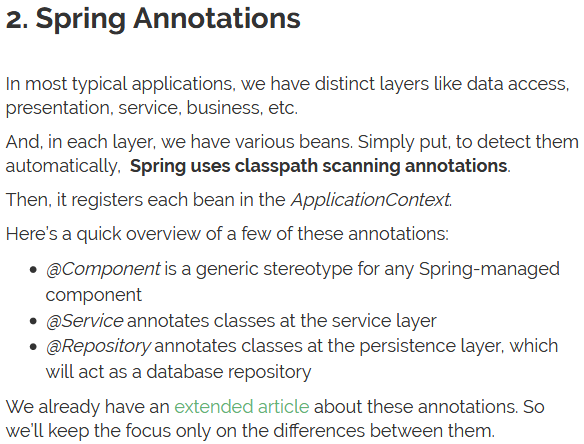 2. Spring Annotations
In most typical applications, we have distinct layers like data access,
presentation, service, business, etc.
And, in each layer, we have various beans. Simply put, to detect them
automatically,  Spring uses classpath scanning annotations.
Then, it registers each bean in the ApplicationContext.
Here's a quick overview of a few of these annotations:
• @Component is a generic stereotype for any Spring-managed
component
• @Service annotates classes at the service layer
• @Repository annotates classes at the persistence layer, which
will act as a database repository
We already have an extended article about these annotations. So
we'll keep the focus only on the differences between them.